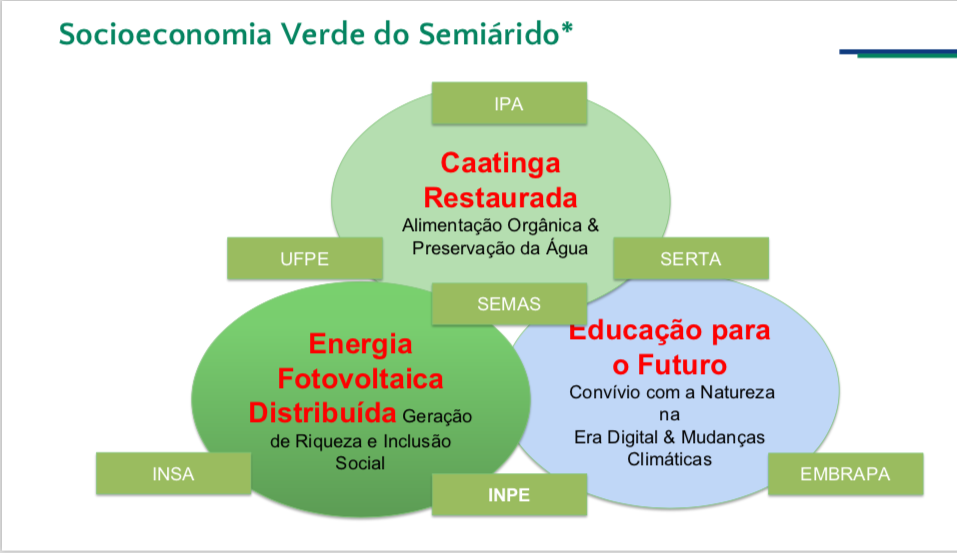 Socioeconomia Verde do Semiárido*
IPA
Caatinga
Restaurada
Alimentação Orgânica &
Preservação da Água
UFPE
SERTA
SEMAS
Energia
Fotovoltaica
Distribuída Geração
de Riqueza e Inclusão
Social
Educação para
o Futuro
Convívio com a Natureza
na
Era Digital & Mudanças
Climáticas
INSA
INPE
EMBRAPA